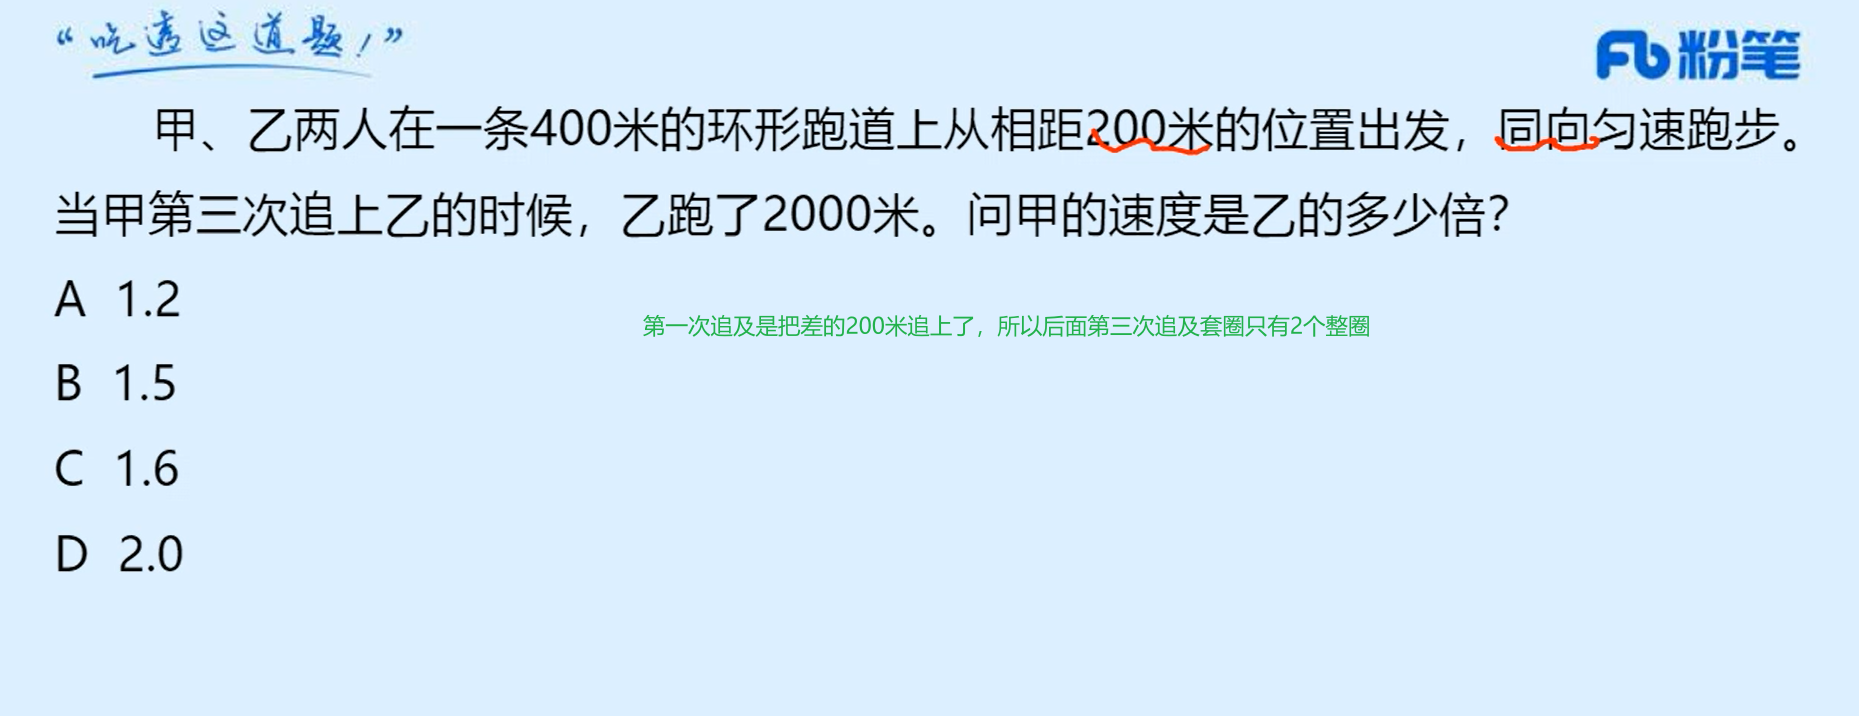 “吃透这道题！”
粉笔
甲、乙两人在一条400米的环形跑道上从相距200米的位置出发，同向匀速跑步。
当甲第三次追上乙的时候，乙跑了2000米。问甲的速度是乙的多少倍？
A 1.2
第一次追及是把差的200米追上了，所以后面第三次追及套圈只有2个整圈
B 1.5
C 1.6
D 2.0